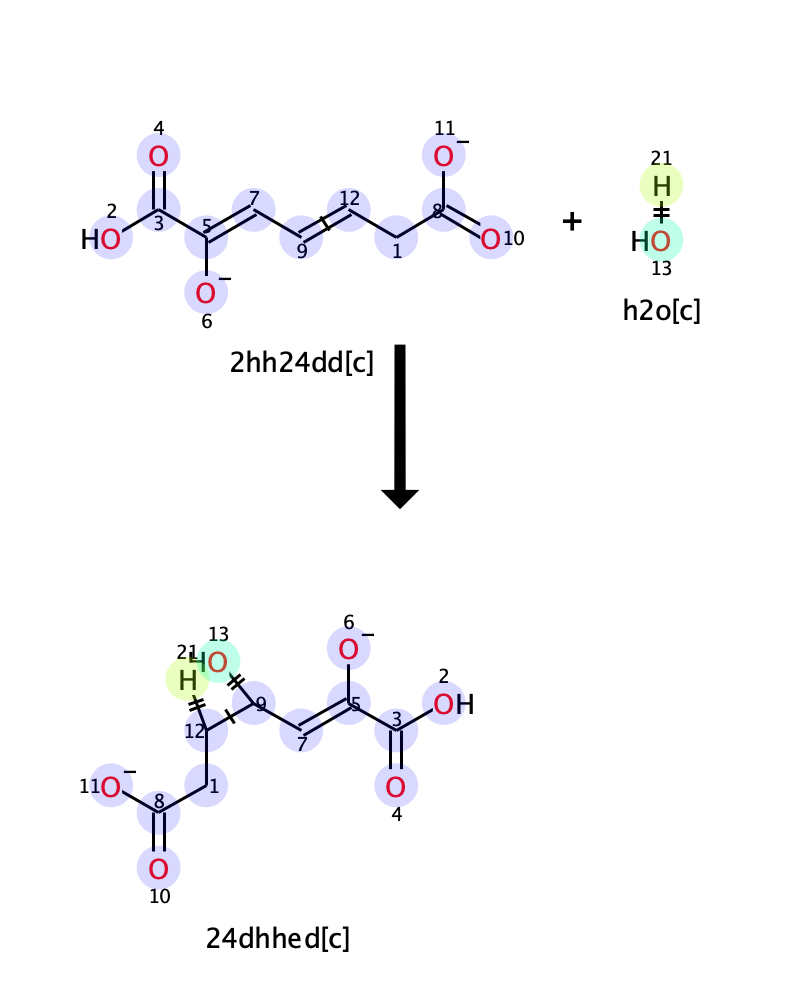 4 11 21
O O⁻ H
2 7 12
3 5 8
HO 9 1 O 10 + HO
O⁻ 13
6
h2o[c]
2hh24dd[c]
6
13 O⁻
21 HO 2
H 9 5 3 OH
12 7
11 O⁻ 8 1 O
4
O
10
24dhhed[c]